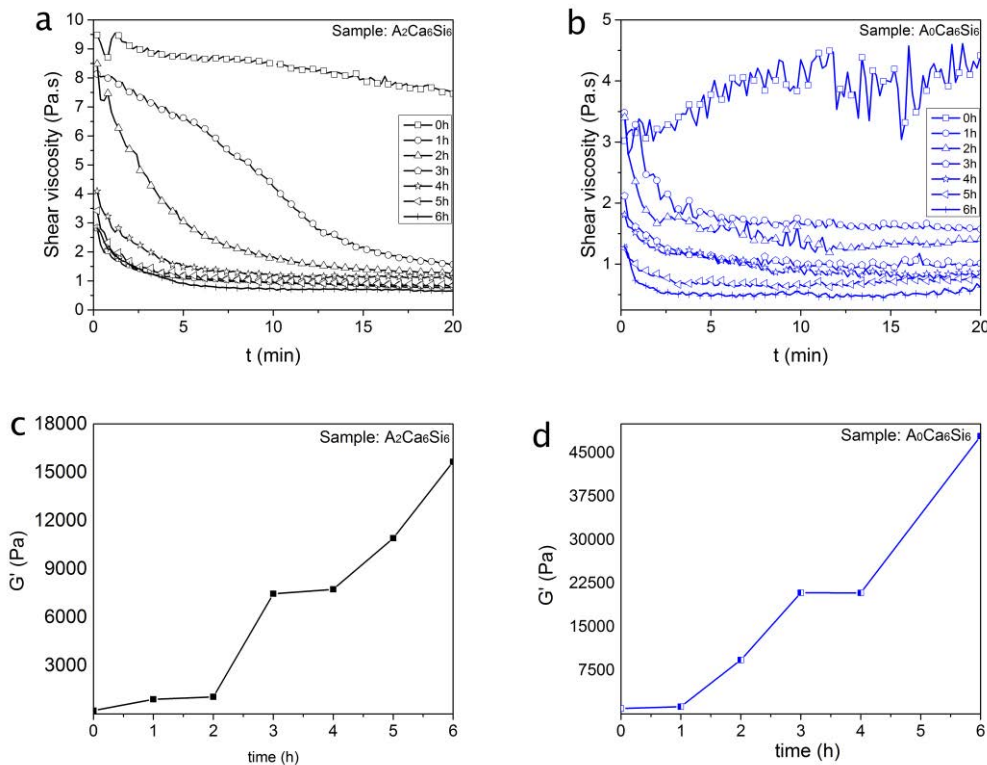 a
Sample: A₂Ca₆Si₆
10
9
8
7
6
5
4
3
2
1
0
Shear viscosity (Pa.s)
0h
1h
2h
3h
4h
5h
6h
0 5 10 15 20
t (min)
b
Sample: A₀Ca₆Si₆
5
4
3
2
1
Shear viscosity (Pa.s)
0h
1h
2h
3h
4h
5h
6h
0 5 10 15 20
t (min)
c
Sample: A₂Ca₆Si₆
18000
15000
12000
9000
6000
3000
G' (Pa)
0 1 2 3 4 5 6
time (h)
d
Sample: A₀Ca₆Si₆
45000
37500
30000
22500
15000
7500
G' (Pa)
0 1 2 3 4 5 6
time (h)